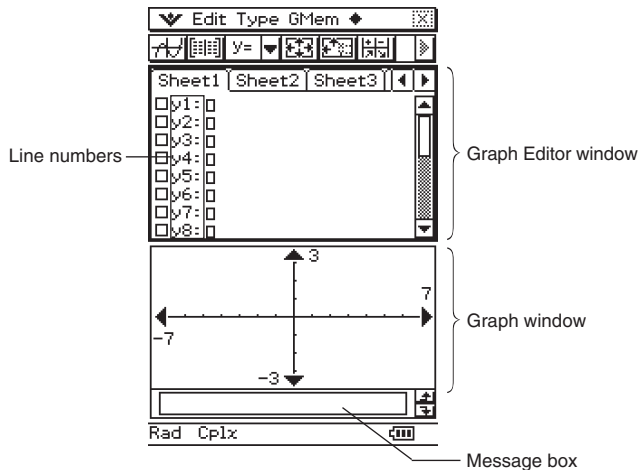 Edit Type GMem
y=
Sheet1 Sheet2 Sheet3
y1:
y2:
y3:
Line numbers
y4:
Graph Editor window
y5:
y6:
y7:
y8:
3
7
-7
Graph window
-3
Rad Cplx
Message box